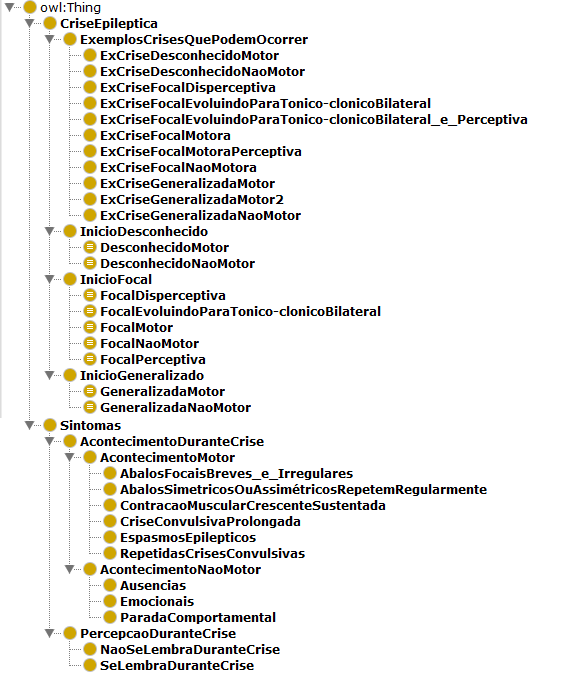 owl:Thing
CriseEpileptica
ExemplosCrisesQuePodemOcorrer
ExCriseDesconhecidoMotor
ExCriseDesconhecidoNaoMotor
ExCriseFocalDisperceptiva
ExCriseFocalEvoluindoParaTonico-clonicoBilateral
ExCriseFocalEvoluindoParaTonico-clonicoBilateral_e_Perceptiva
ExCriseFocalMotora
ExCriseFocalMotoraPerceptiva
ExCriseFocalNaoMotora
ExCriseGeneralizadaMotor
ExCriseGeneralizadaMotor2
ExCriseGeneralizadaNaoMotor
InicioDesconhecido
DesconhecidoMotor
DesconhecidoNaoMotor
InicioFocal
FocalDisperceptiva
FocalEvoluindoParaTonico-clonicoBilateral
FocalMotor
FocalNaoMotor
FocalPerceptiva
InicioGeneralizado
GeneralizadaMotor
GeneralizadaNaoMotor
Sintomas
AcontecimentoDuranteCrise
AcontecimentoMotor
AbalosFocaisBreves_e_Irregulares
AbalosSimetricosOuAssimétricosRepetemRegularmente
ContracaoMuscularCrescenteSustentada
CriseConvulsivaProlongada
EspasmosEpilepticos
RepetidasCrisesConvulsivas
AcontecimentoNaoMotor
Ausencias
Emocionais
ParadaComportamental
PercepcaoDuranteCrise
NaoSeLembraDuranteCrise
SeLembraDuranteCrise